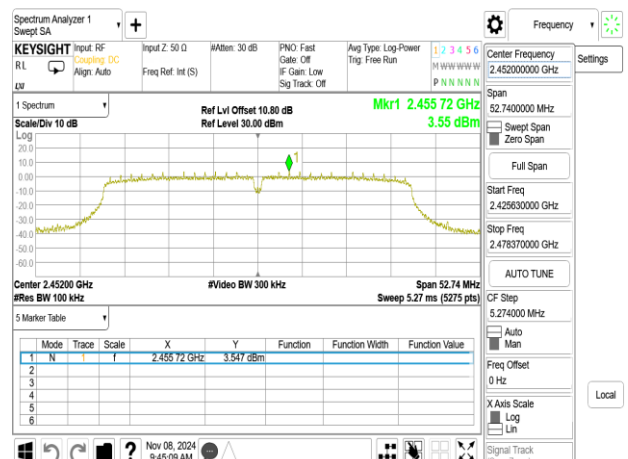 Spectrum Analyzer 1
Swept SA
Frequency
KEYSIGHT
RL
Input: RF
Coupling: DC
Align: Auto
Input Z: 50 Ω
Freq Ref: Int (S)
#Atten: 30 dB
PNO: Fast
Gate: Off
IF Gain: Low
Sig Track: Off
Avg Type: Log-Power
Trig: Free Run
1 2 3 4 5 6
M W W W W W
P N N N N N
1 Spectrum
Scale/Div 10 dB
Ref Lvl Offset 10.80 dB
Ref Level 30.00 dBm
Mkr1 2.455 72 GHz
3.55 dBm
Log
20.0
10.0
0.00
-10.0
-20.0
-30.0
-40.0
-50.0
-60.0
1
Center 2.45200 GHz
#Res BW 100 kHz
#Video BW 300 kHz
Span 52.74 MHz
Sweep 5.27 ms (5275 pts)
5 Marker Table
Mode Trace Scale X Y Function Function Width Function Value
1 N 1 f 2.455 72 GHz 3.547 dBm
2
3
4
5
6
Nov 08, 2024
9:45:09 AM
Center Frequency
2.452000000 GHz
Settings
Span
52.7400000 MHz
Swept Span
Zero Span
Full Span
Start Freq
2.425630000 GHz
Stop Freq
2.478370000 GHz
AUTO TUNE
CF Step
5.274000 MHz
Auto
Man
Freq Offset
0 Hz
Local
X Axis Scale
Log
Lin
Signal Track